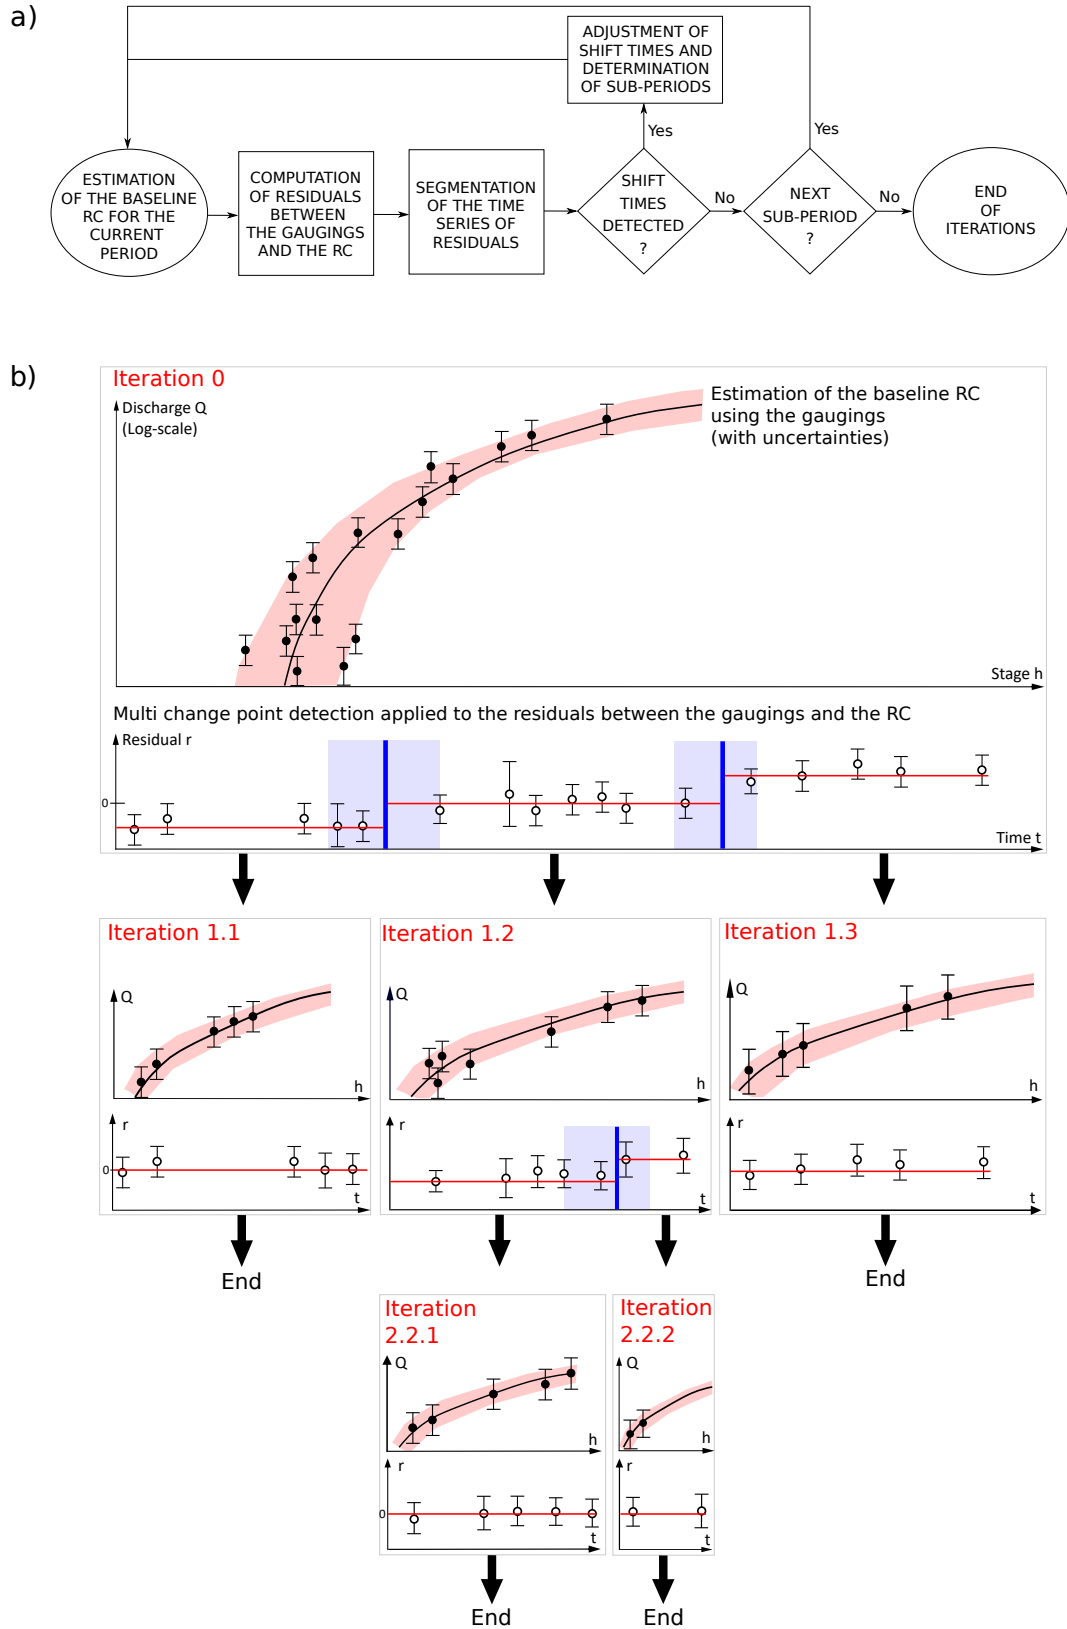 a)
ADJUSTMENT OF
SHIFT TIMES AND
DETERMINATION
OF SUB-PERIODS
Yes
Yes
ESTIMATION
OF THE BASELINE
RC FOR THE
CURRENT
PERIOD
COMPUTATION
OF RESIDUALS
BETWEEN
THE GAUGINGS
AND THE RC
SEGMENTATION
OF THE TIME
SERIES OF
RESIDUALS
SHIFT
TIMES
DETECTED
?
No
NEXT
SUB-PERIOD
?
No
END
OF
ITERATIONS
b)
Iteration 0
Discharge Q
(Log-scale)
Estimation of the baseline RC
using the gaugings
(with uncertainties)
Stage h
Multi change point detection applied to the residuals between the gaugings and the RC
Residual r
0
Time t
Iteration 1.1
Q
h
r
0
t
End
Iteration 1.2
Q
h
r
t
Iteration 1.3
Q
h
r
t
End
Iteration
2.2.1
Q
h
r
0
t
End
Iteration
2.2.2
Q
h
r
t
End